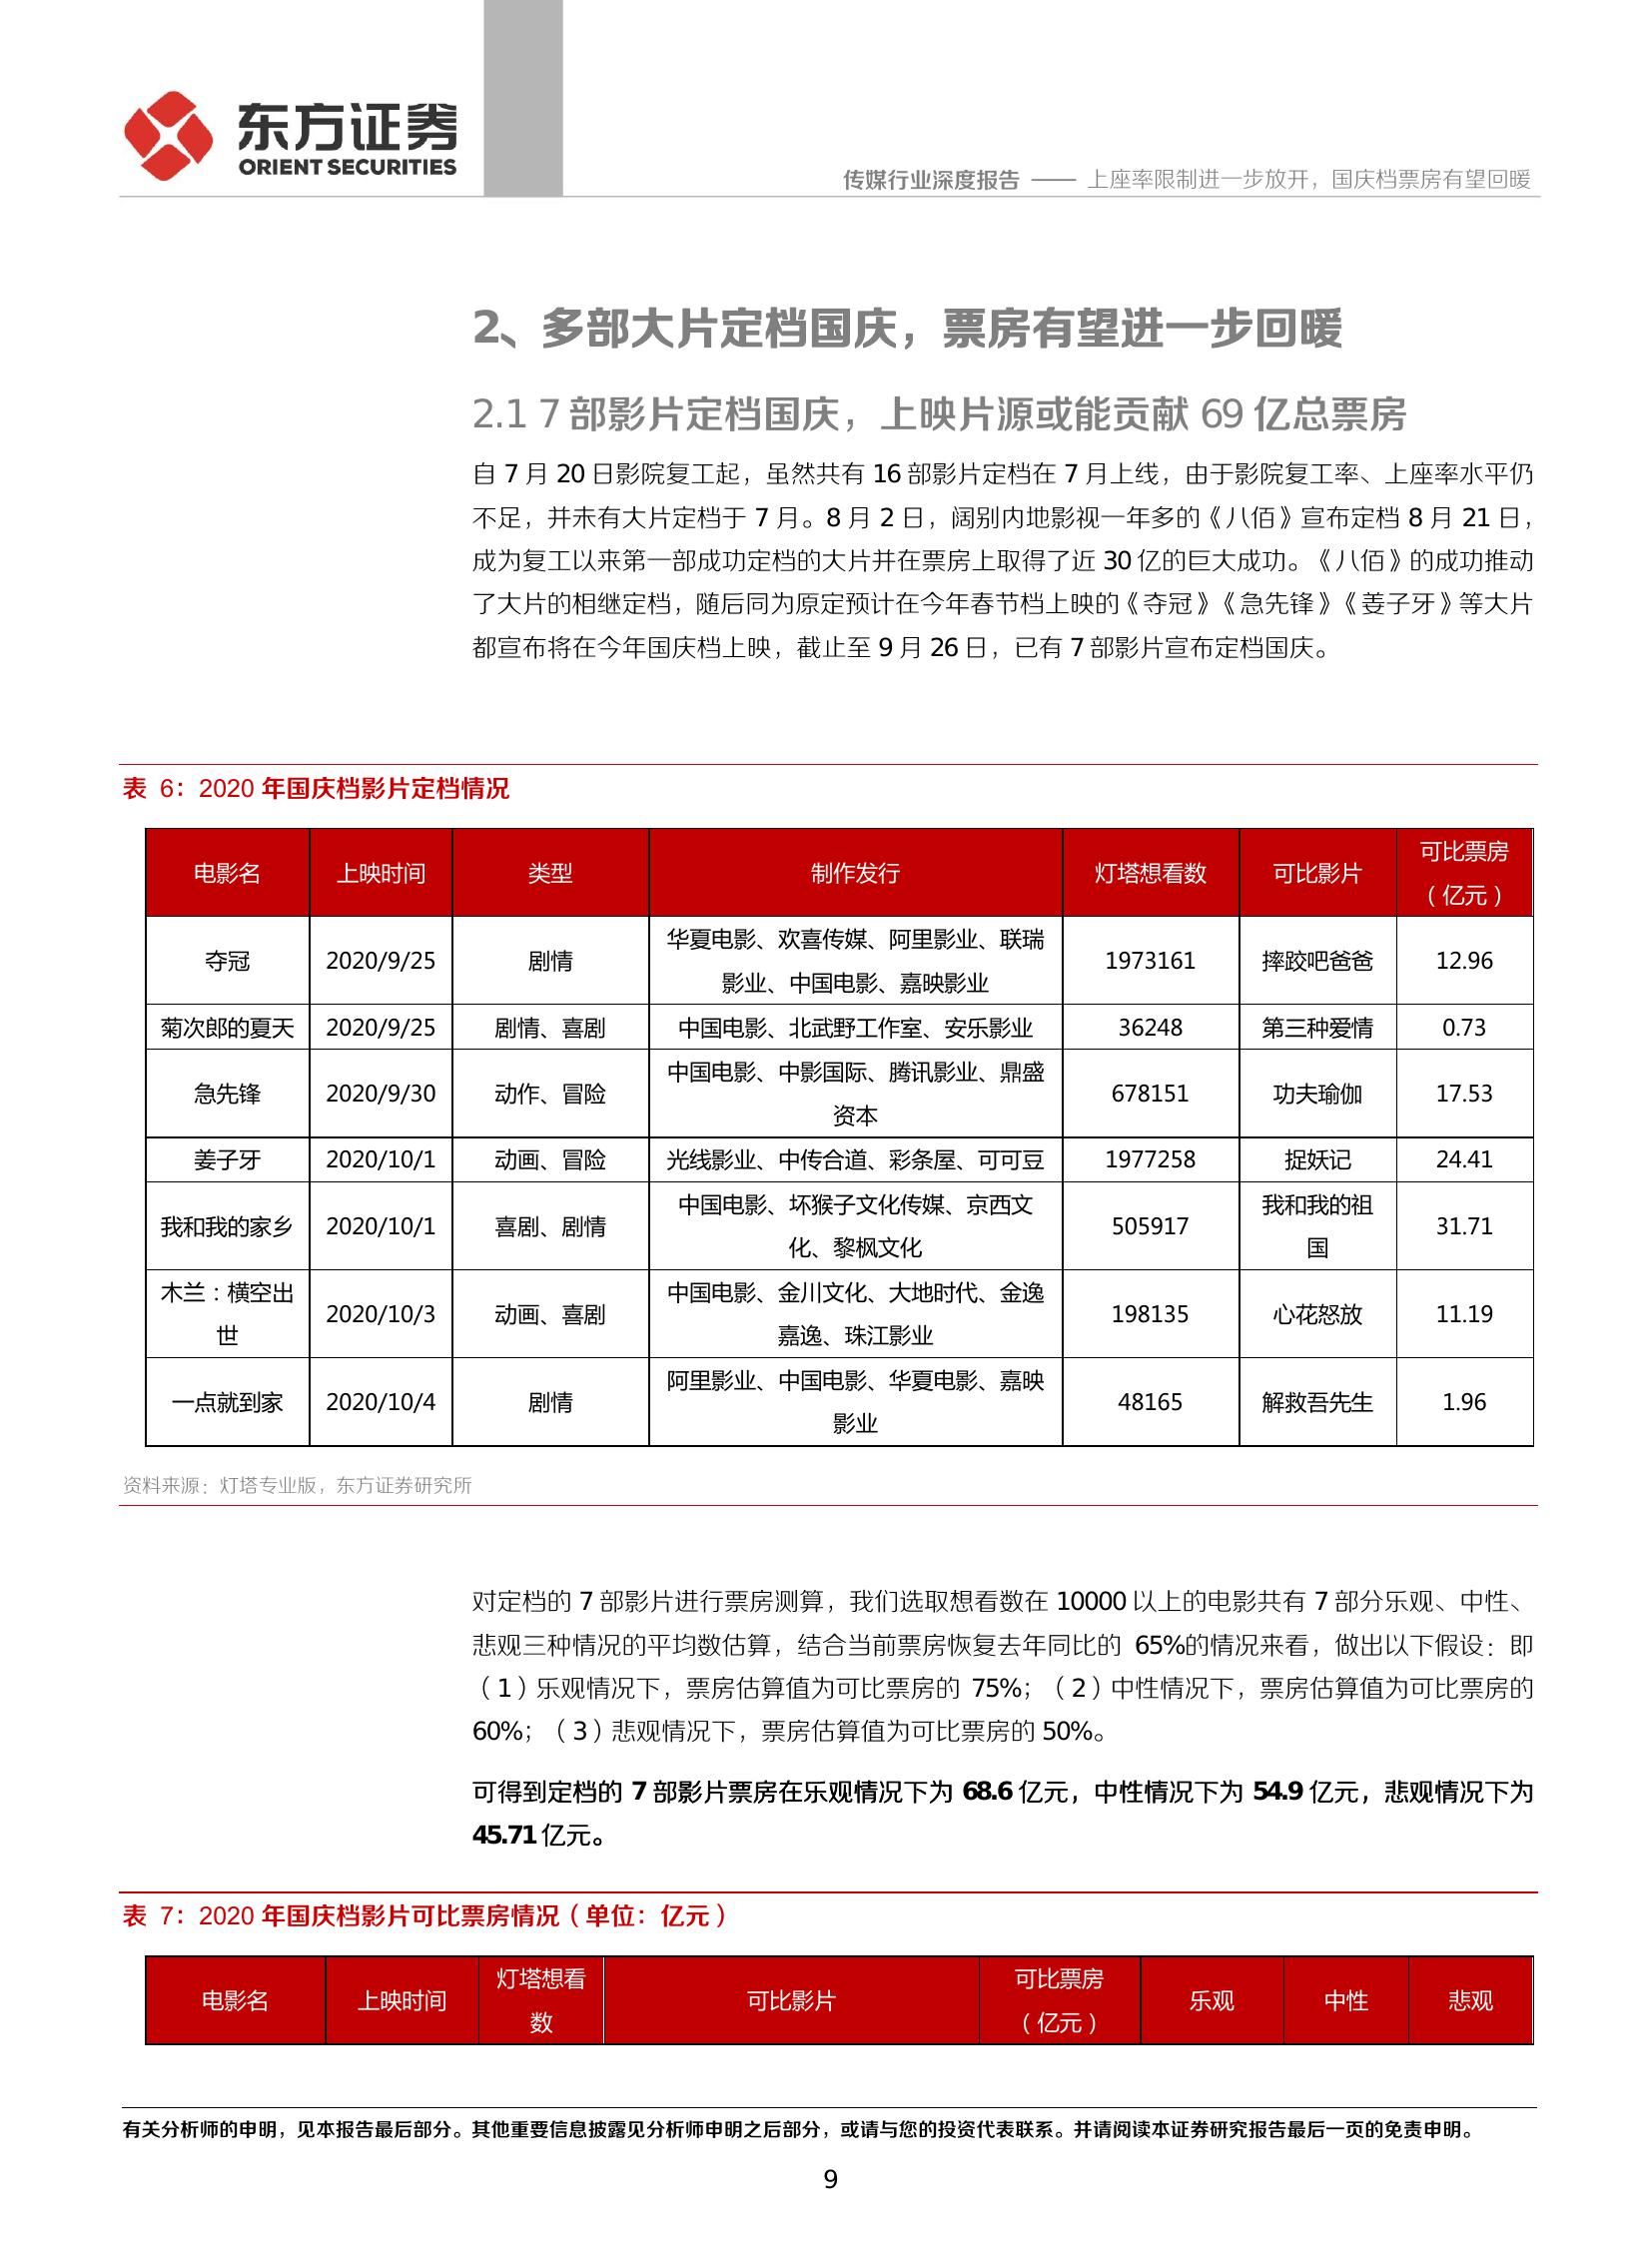 东方证券
ORIENT SECURITIES
传媒行业深度报告 —— 上座率限制进一步放开，国庆档票房有望回暖
2、多部大片定档国庆，票房有望进一步回暖
2.1 7 部影片定档国庆，上映片源或能贡献 69 亿总票房
自 7 月 20 日影院复工起，虽然共有 16 部影片定档在 7 月上线，由于影院复工率、上座率水平仍
不足，并未有大片定档于 7 月。8 月 2 日，阔别内地影视一年多的《八佰》宣布定档 8 月 21 日，
成为复工以来第一部成功定档的大片并在票房上取得了近 30 亿的巨大成功。《八佰》的成功推动
了大片的相继定档，随后同为原定预计在今年春节档上映的《夺冠》《急先锋》《姜子牙》等大片
都宣布将在今年国庆档上映，截止至 9 月 26 日，已有 7 部影片宣布定档国庆。
表 6：2020 年国庆档影片定档情况
电影名 上映时间 类型 制作发行 灯塔想看数 可比影片 可比票房
（亿元）
夺冠 2020/9/25 剧情 华夏电影、欢喜传媒、阿里影业、联瑞
影业、中国电影、嘉映影业 1973161 摔跤吧爸爸 12.96
菊次郎的夏天 2020/9/25 剧情、喜剧 中国电影、北武野工作室、安乐影业 36248 第三种爱情 0.73
急先锋 2020/9/30 动作、冒险 中国电影、中影国际、腾讯影业、鼎盛
资本 678151 功夫瑜伽 17.53
姜子牙 2020/10/1 动画、冒险 光线影业、中传合道、彩条屋、可可豆 1977258 捉妖记 24.41
我和我的家乡 2020/10/1 喜剧、剧情 中国电影、坏猴子文化传媒、京西文
化、黎枫文化 505917 我和我的祖
国 31.71
木兰：横空出
世 2020/10/3 动画、喜剧 中国电影、金川文化、大地时代、金逸
嘉逸、珠江影业 198135 心花怒放 11.19
一点就到家 2020/10/4 剧情 阿里影业、中国电影、华夏电影、嘉映
影业 48165 解救吾先生 1.96
资料来源：灯塔专业版，东方证券研究所
对定档的 7 部影片进行票房测算，我们选取想看数在 10000 以上的电影共有 7 部分乐观、中性、
悲观三种情况的平均数估算，结合当前票房恢复去年同比的 65%的情况来看，做出以下假设：即
（1）乐观情况下，票房估算值为可比票房的 75%；（2）中性情况下，票房估算值为可比票房的
60%；（3）悲观情况下，票房估算值为可比票房的 50%。
可得到定档的 7 部影片票房在乐观情况下为 68.6 亿元，中性情况下为 54.9 亿元，悲观情况下为
45.71 亿元。
表 7：2020 年国庆档影片可比票房情况（单位：亿元）
电影名 上映时间 灯塔想看
数 可比影片 可比票房
（亿元） 乐观 中性 悲观
有关分析师的申明，见本报告最后部分。其他重要信息披露见分析师申明之后部分，或请与您的投资代表联系。并请阅读本证券研究报告最后一页的免责申明。
9